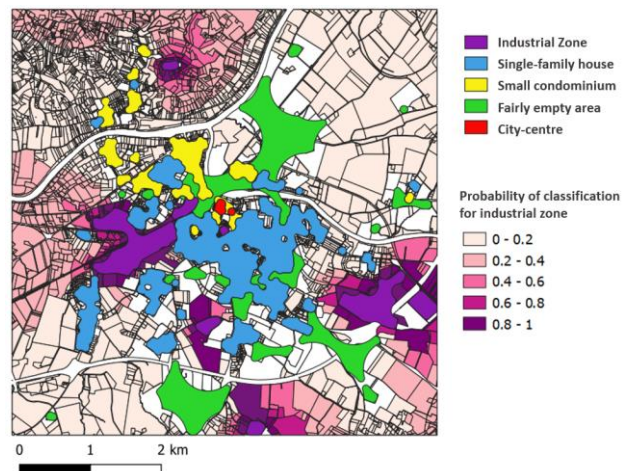 Industrial Zone
Single-family house
Small condominium
Fairly empty area
City-centre
Probability of classification
for industrial zone
0 - 0.2
0.2 - 0.4
0.4 - 0.6
0.6 - 0.8
0.8 - 1
0 1 2 km